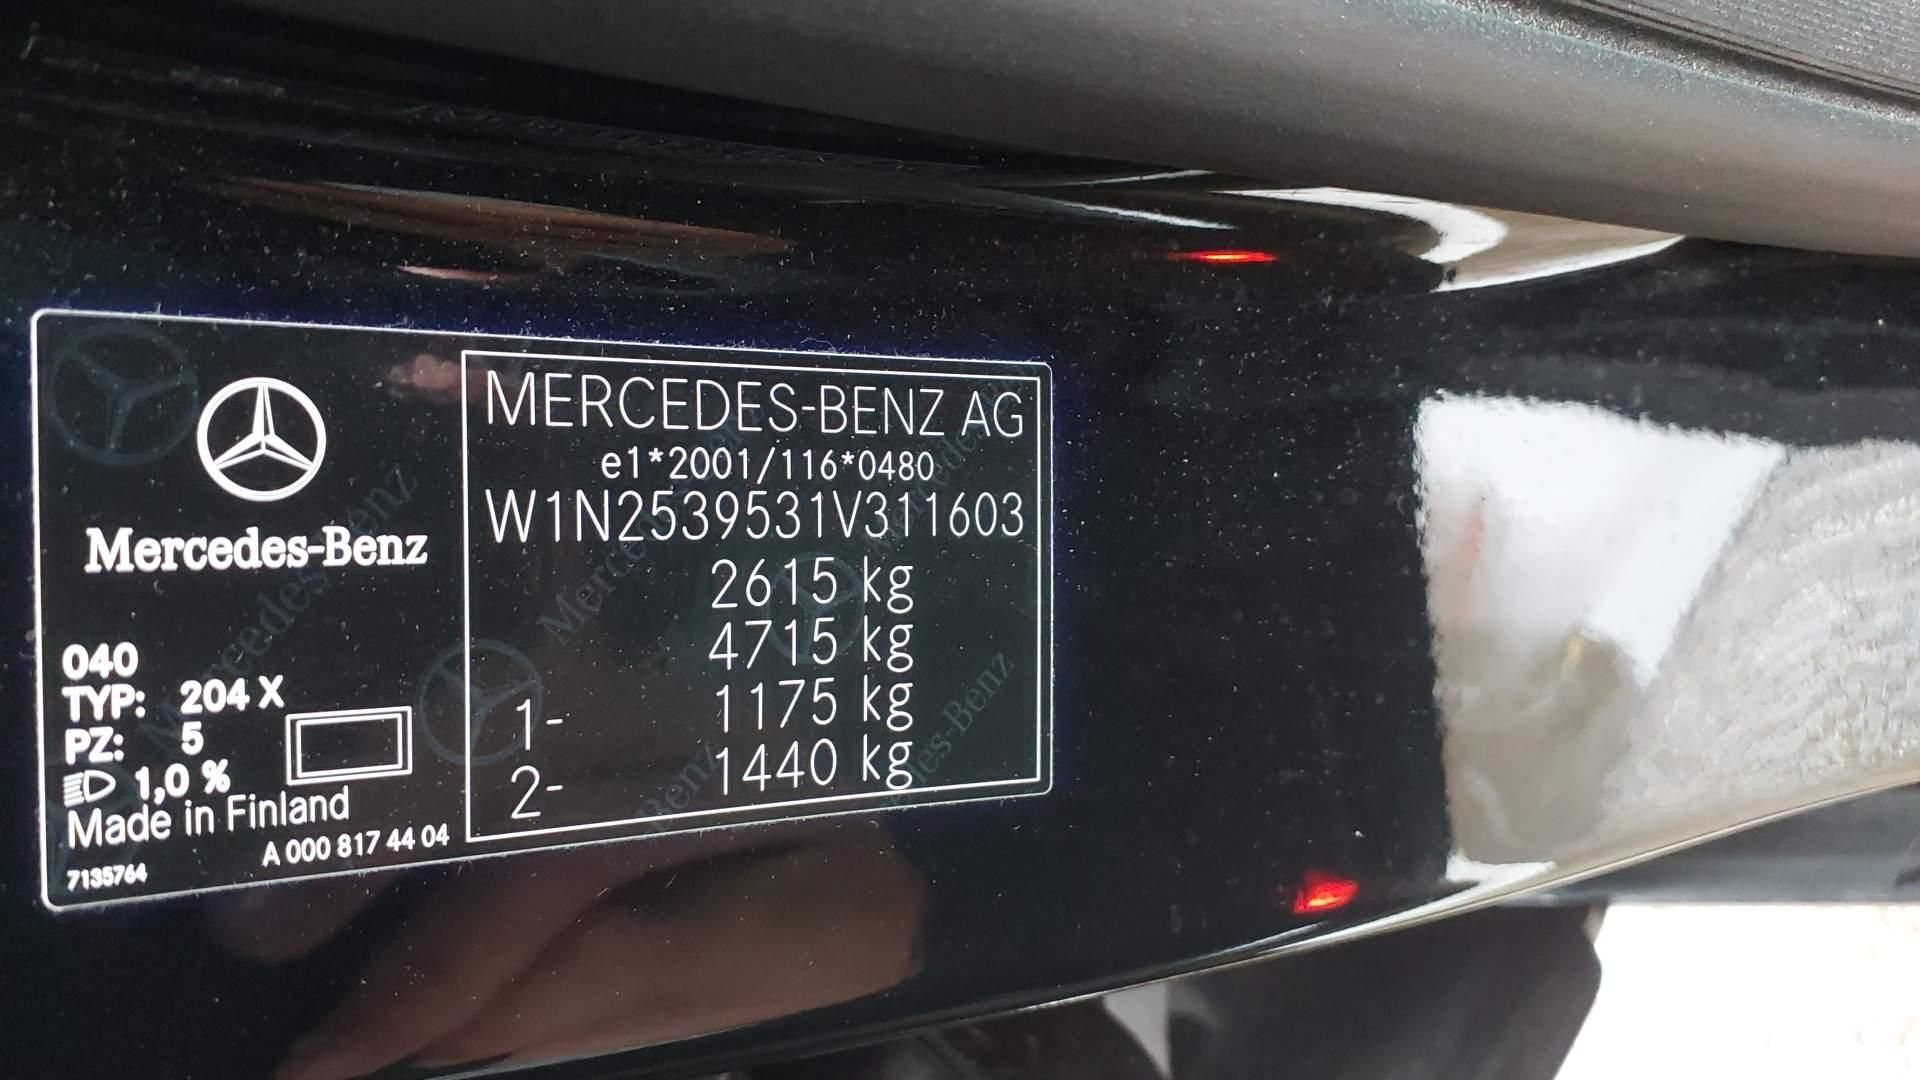 Mercedes-Benz
040
TYP: 204 X
PZ: 5
1,0 %
Made in Finland
A 000 817 44 04
7135764
MERCEDES-BENZ AG
e1*2001/116*0480
W1N2539531V311603
2615 kg
4715 kg
1- 1175 kg
2- 1440 kg